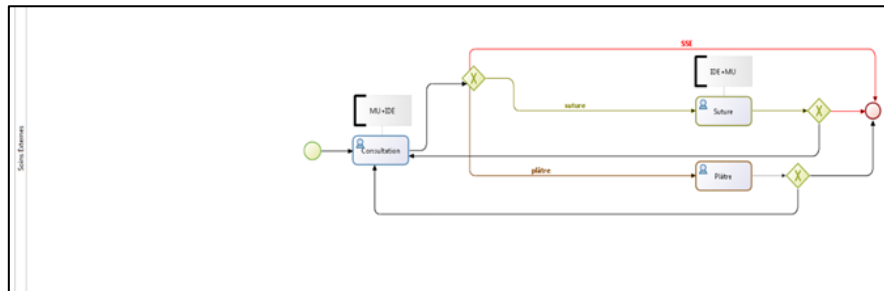 Soins Externes
SSE
IDE+MU
MU+IDE
suture
Suture
Consultation
plâtre
Plâtre